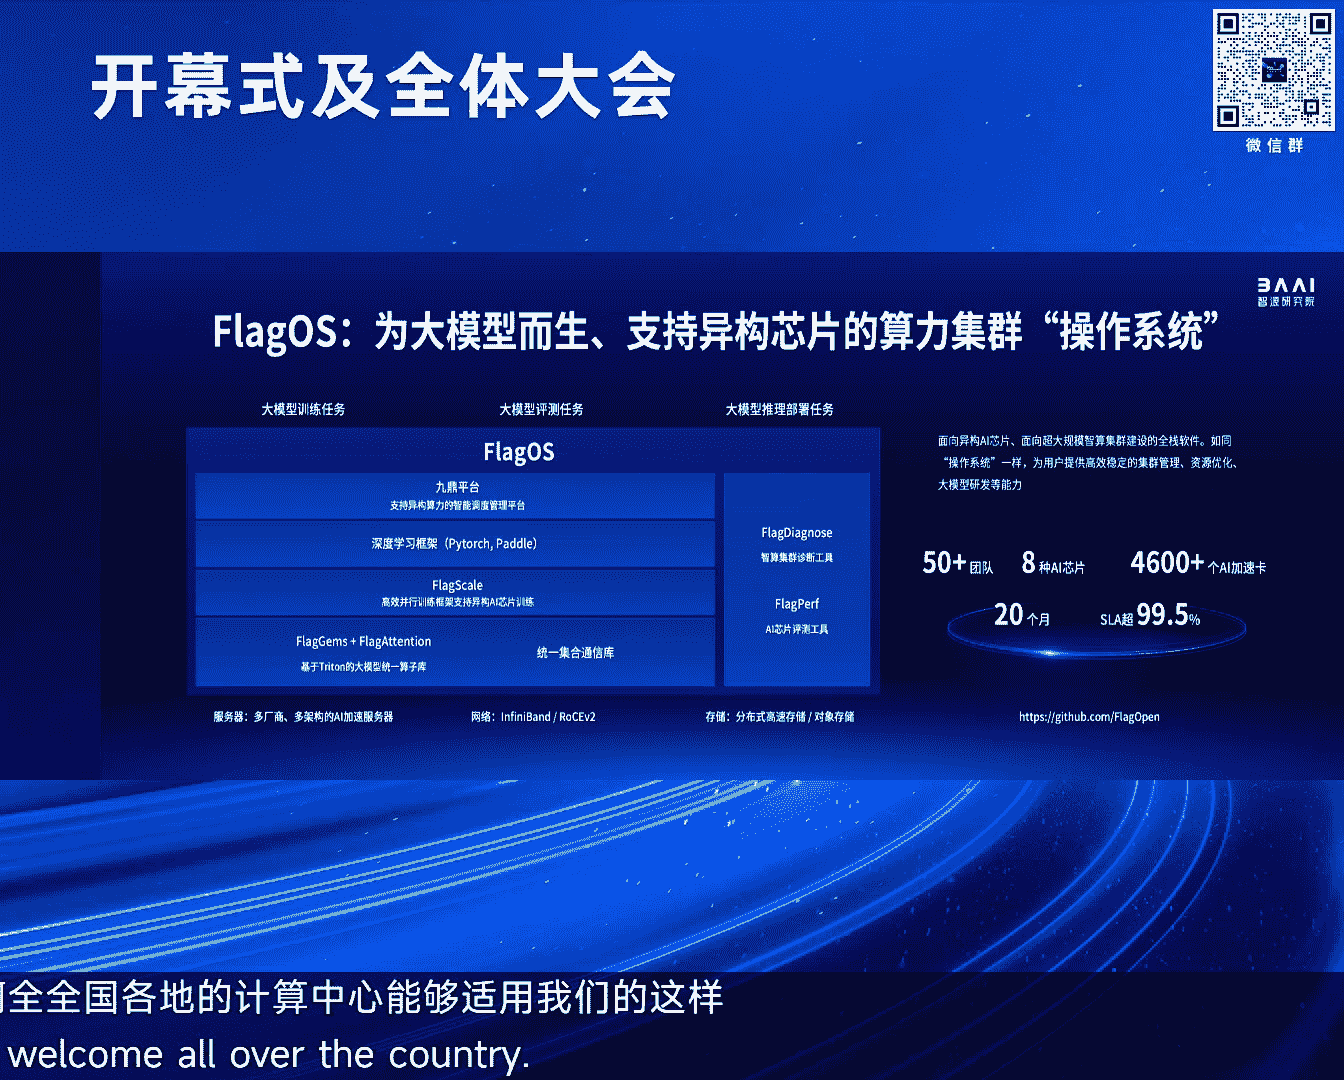 开幕式及全体大会
微信群
BAAI
智源研究院
FlagOS：为大模型而生、支持异构芯片的算力集群“操作系统”
大模型训练任务
大模型评测任务
大模型推理部署任务
FlagOS
九鼎平台
支持异构算力的智能调度管理平台
深度学习框架（Pytorch, Paddle）
FlagScale
高效并行训练框架支持异构AI芯片训练
FlagGems + FlagAttention
基于Triton的大模型统一算子库
统一集合通信库
FlagDiagnose
智算集群诊断工具
FlagPerf
AI芯片评测工具
面向异构AI芯片、面向超大规模智算集群建设的全栈软件。如同
“操作系统”一样，为用户提供高效稳定的集群管理、资源优化、
大模型研发等能力
50+团队
8种AI芯片
4600+个AI加速卡
20个月
SLA超99.5%
服务器：多厂商、多架构的AI加速服务器
网络：InfiniBand / RoCEv2
存储：分布式高速存储 / 对象存储
https://github.com/FlagOpen
全全国各地的计算中心能够适用我们的这样
welcome all over the country.